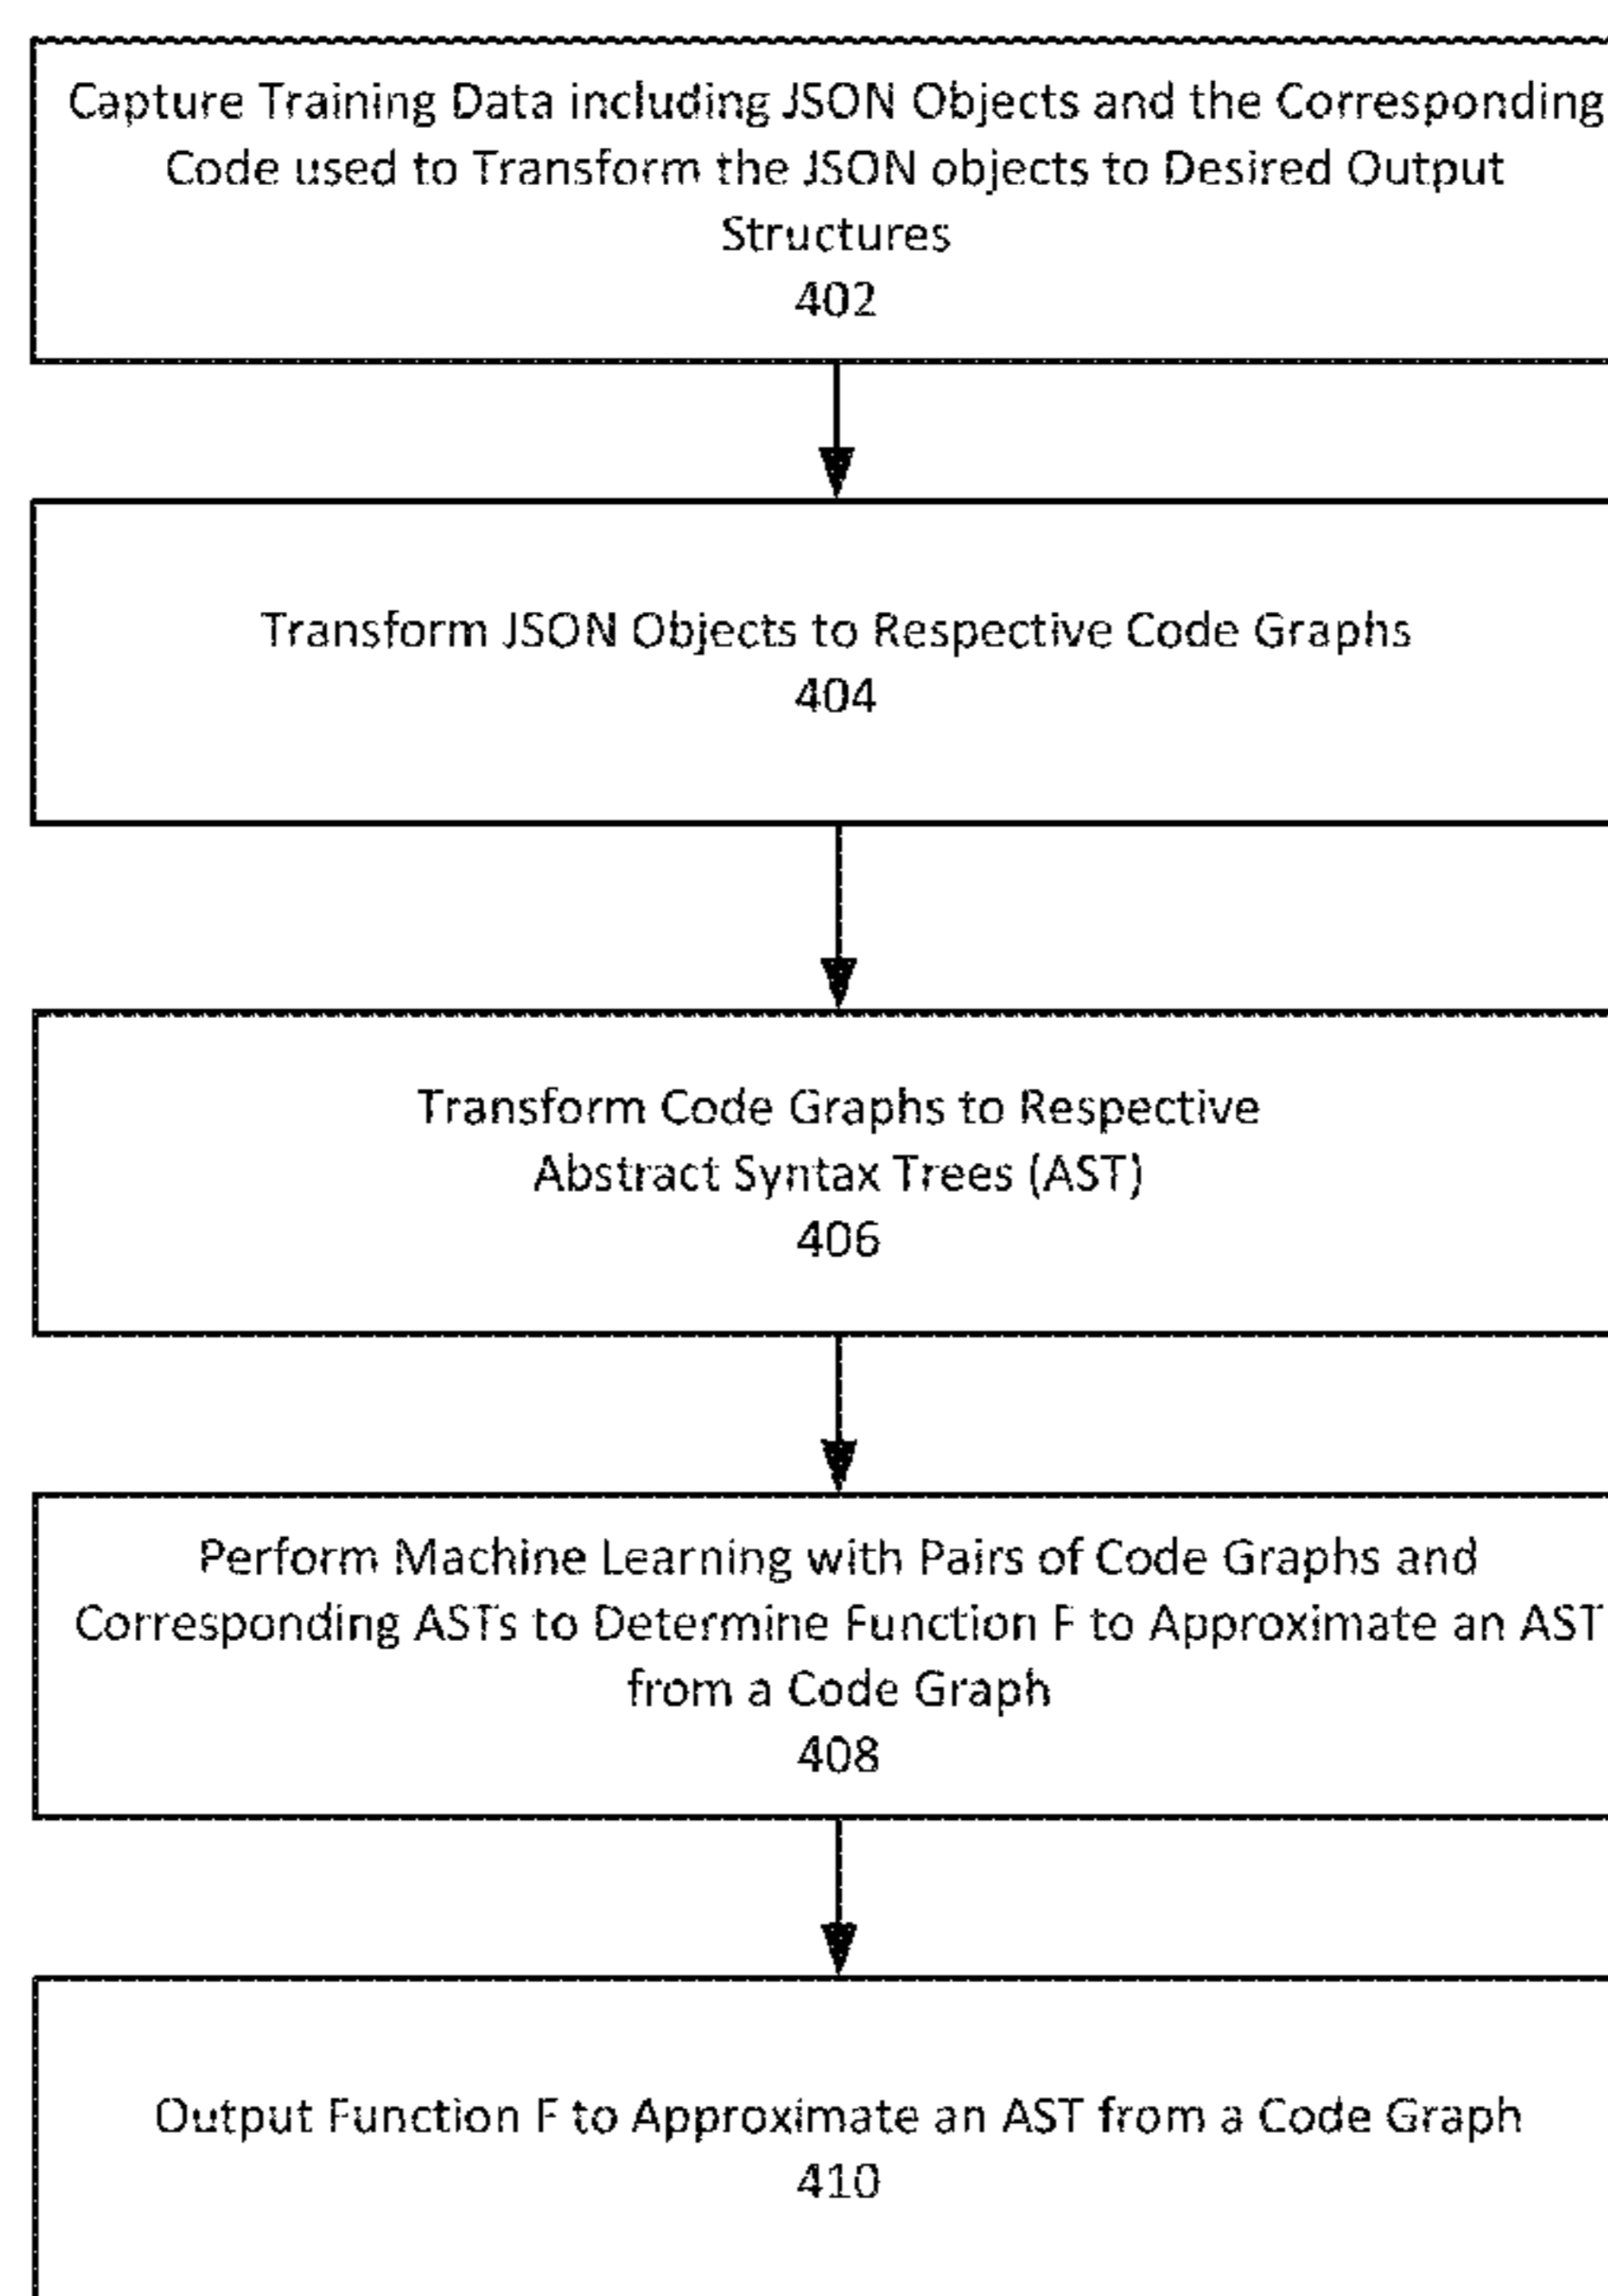 Capture Training Data including JSON Objects and the Corresponding
Code used to Transform the JSON objects to Desired Output
Structures
402
Transform JSON Objects to Respective Code Graphs
404
Transform Code Graphs to Respective
Abstract Syntax Trees (AST)
406
Perform Machine Learning with Pairs of Code Graphs and
Corresponding ASTs to Determine Function F to Approximate an AST
from a Code Graph
408
Output Function F to Approximate an AST from a Code Graph
410